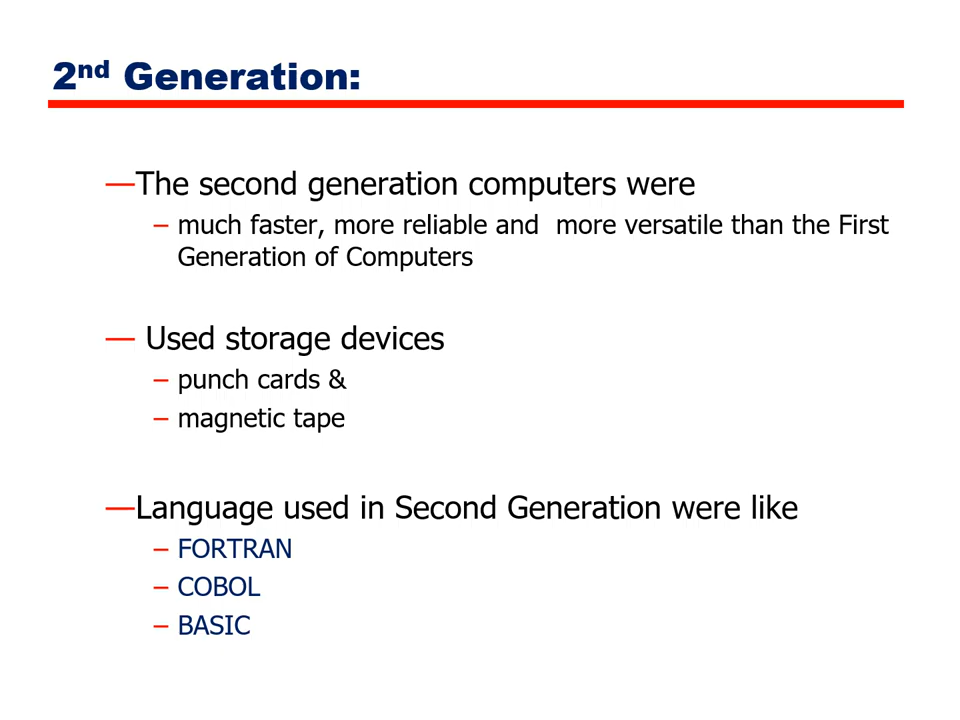 2nd Generation:
—The second generation computers were
– much faster, more reliable and  more versatile than the First
Generation of Computers
— Used storage devices
– punch cards &
– magnetic tape
—Language used in Second Generation were like
– FORTRAN
– COBOL
– BASIC